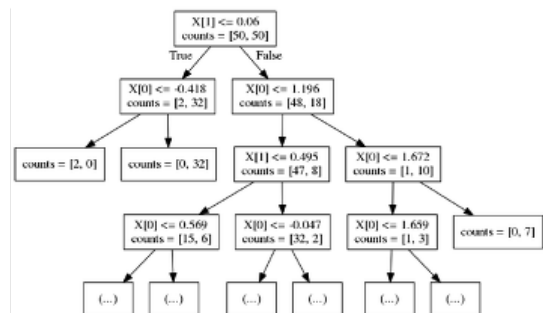 X[1] <= 0.06
counts = [50, 50]
True
False
X[0] <= -0.418
counts = [2, 32]
X[0] <= 1.196
counts = [48, 18]
counts = [2, 0]
counts = [0, 32]
X[1] <= 0.495
counts = [47, 8]
X[0] <= 1.672
counts = [1, 10]
X[0] <= 0.569
counts = [15, 6]
X[0] <= -0.047
counts = [32, 2]
X[0] <= 1.659
counts = [1, 3]
counts = [0, 7]
(...)
(...)
(...)
(...)
(...)
(...)